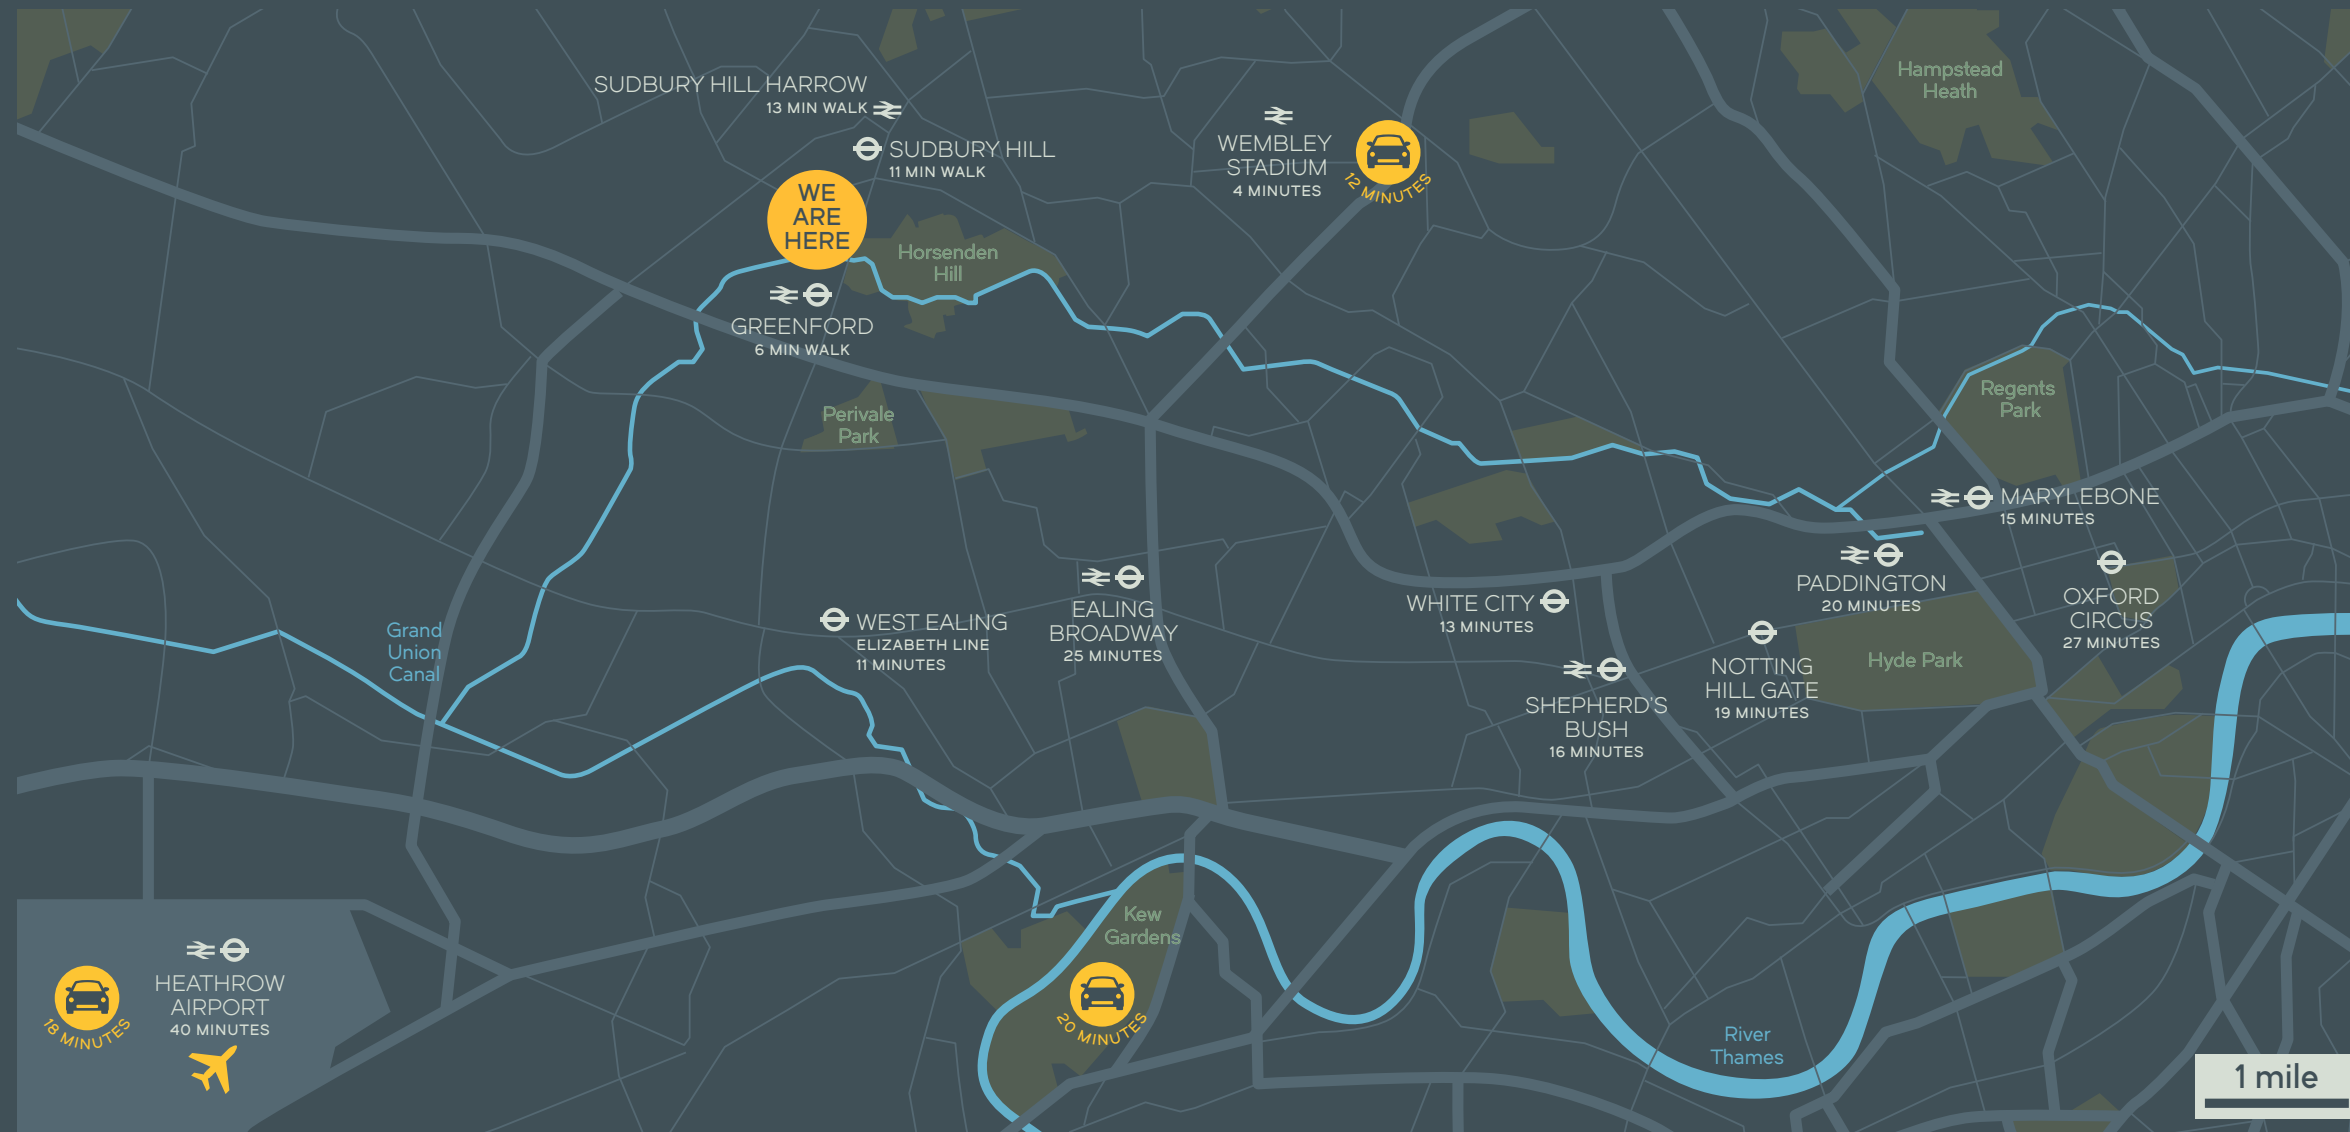 Hampstead
Heath
SUDBURY HILL HARROW
13 MIN WALK
SUDBURY HILL
11 MIN WALK
WEMBLEY
STADIUM
4 MINUTES
12 MINUTES
WE
ARE
HERE
Horsenden
Hill
GREENFORD
6 MIN WALK
Perivale
Park
Regents
Park
MARYLEBONE
15 MINUTES
PADDINGTON
20 MINUTES
OXFORD
CIRCUS
27 MINUTES
WHITE CITY
13 MINUTES
EALING
BROADWAY
25 MINUTES
WEST EALING
ELIZABETH LINE
11 MINUTES
Grand
Union
Canal
NOTTING
HILL GATE
19 MINUTES
Hyde Park
SHEPHERD'S
BUSH
16 MINUTES
Kew
Gardens
20 MINUTES
HEATHROW
AIRPORT
40 MINUTES
18 MINUTES
River
Thames
1 mile